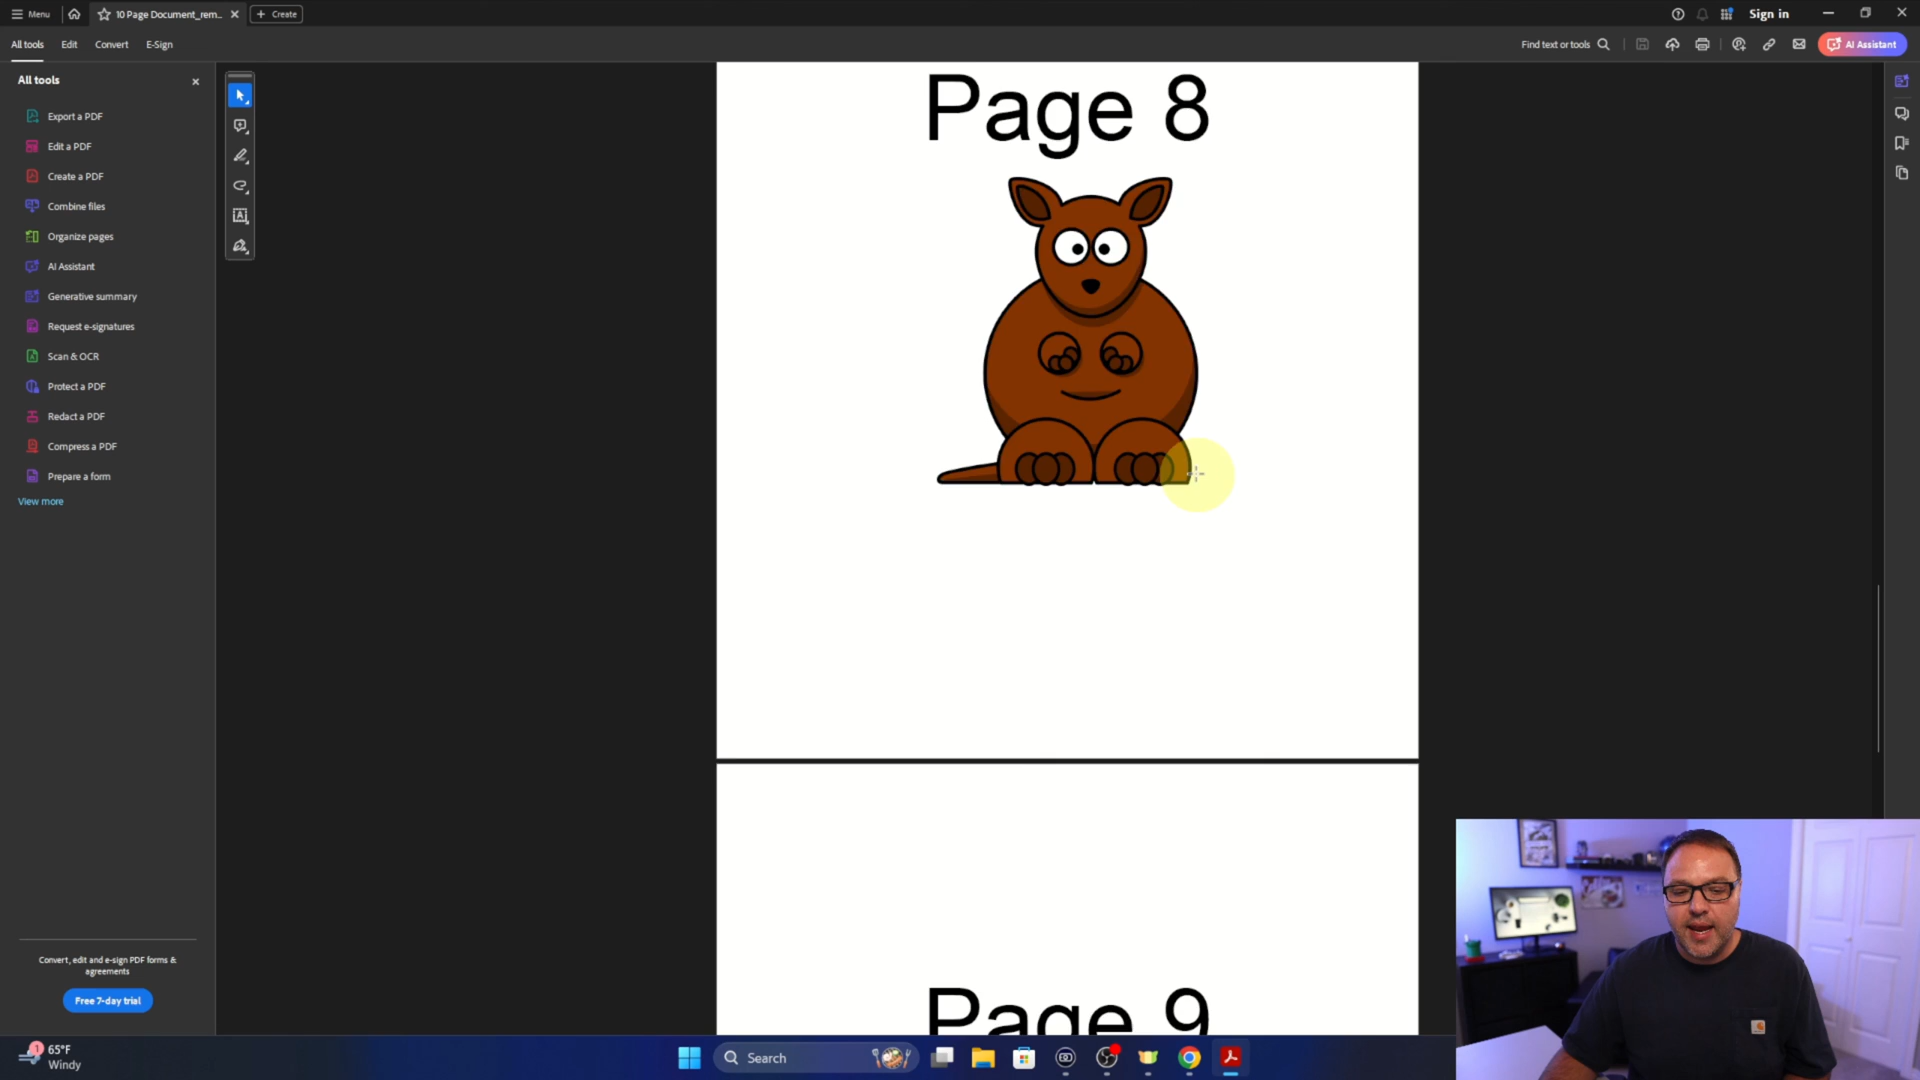 Menu
10 Page Document_rem...
Create
Sign in
All tools
Edit
Convert
E-Sign
Find text or tools
AI Assistant
All tools
Export a PDF
Edit a PDF
Create a PDF
Combine files
Organize pages
AI Assistant
Generative summary
Request e-signatures
Scan & OCR
Protect a PDF
Redact a PDF
Compress a PDF
Prepare a form
View more
Convert, edit and e-sign PDF forms &
agreements
Free 7-day trial
Page 8
Page 9
1
65°F
Windy
Search